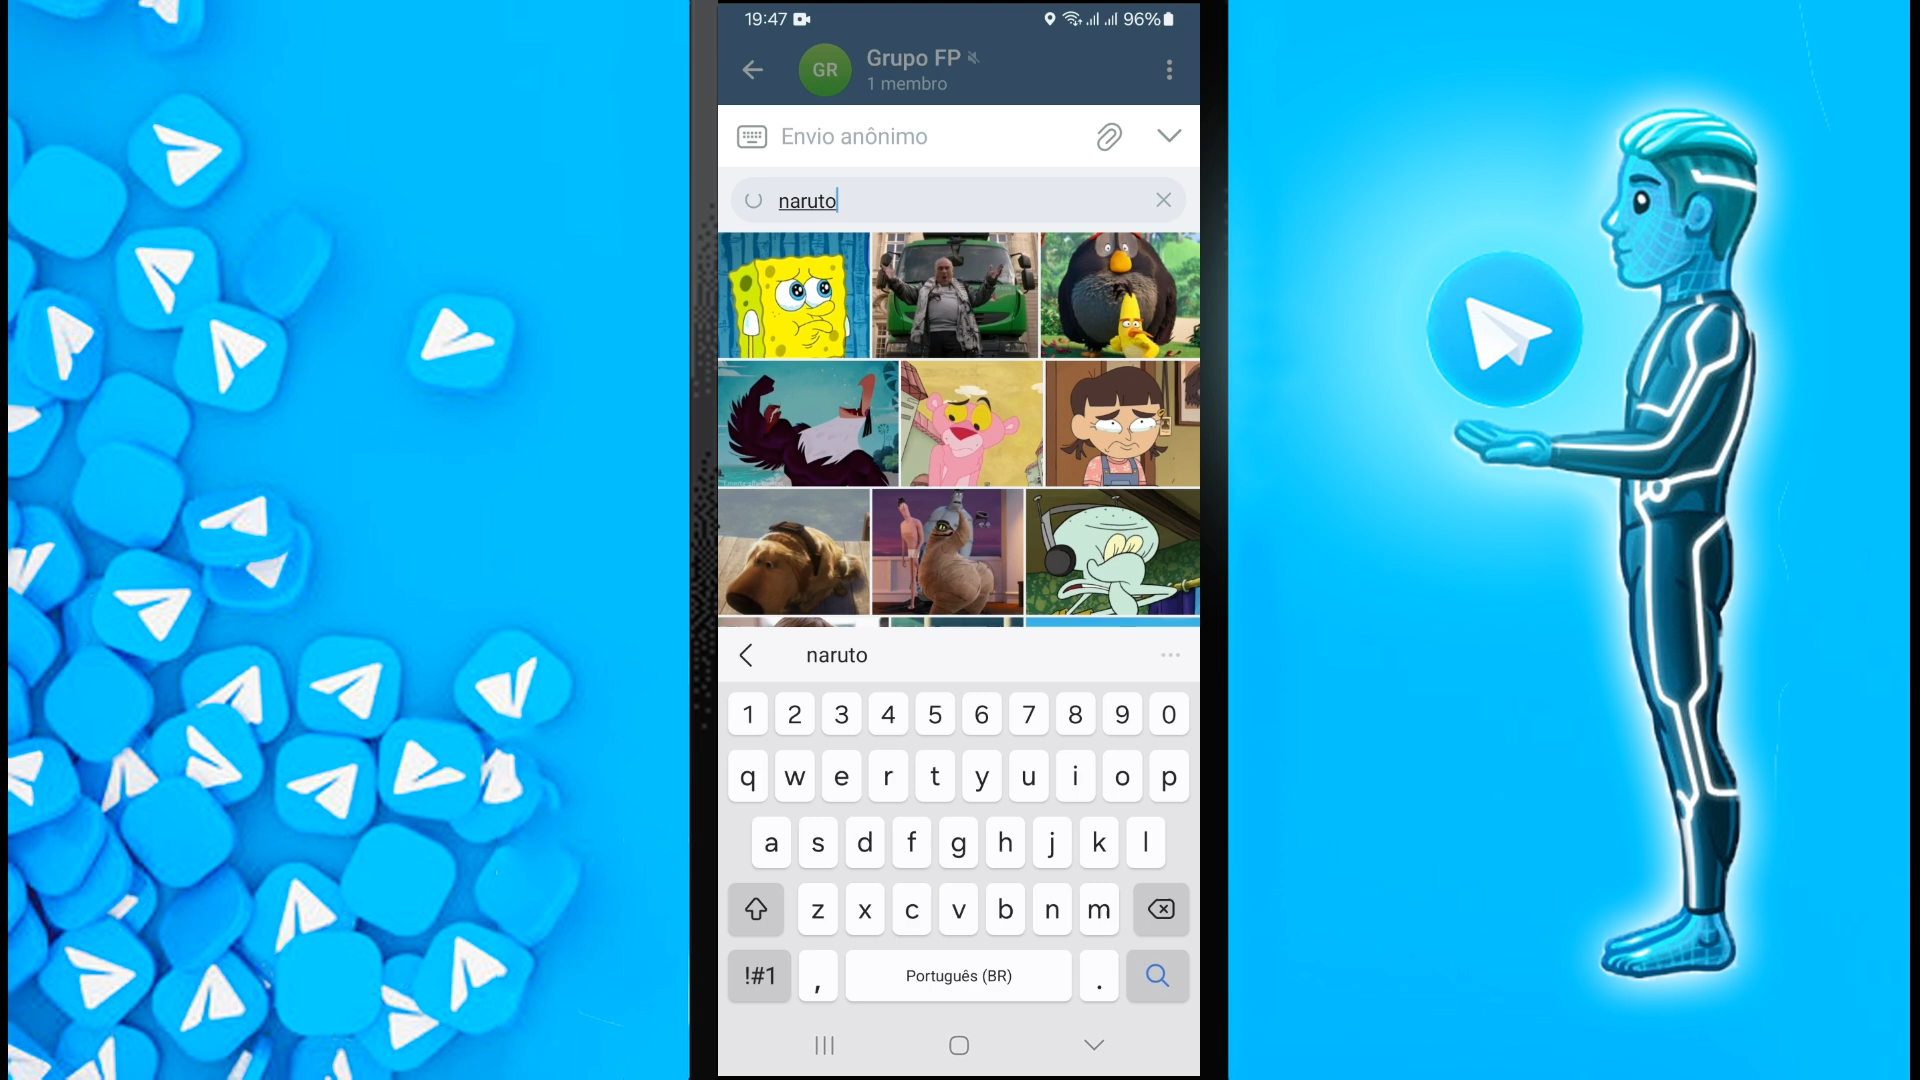 19:47
96%
GR
Grupo FP
1 membro
Envio anônimo
naruto
naruto
1 2 3 4 5 6 7 8 9 0
q w e r t y u i o p
a s d f g h j k l
z x c v b n m
!#1 , Português (BR) .